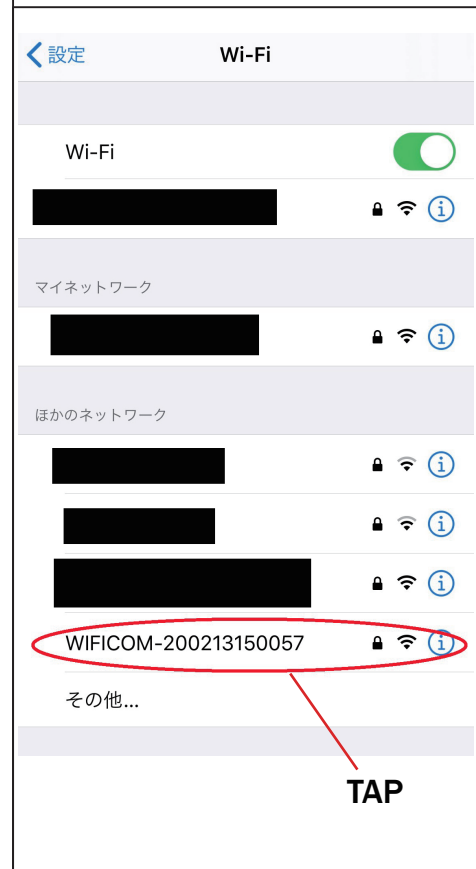 設定 Wi-Fi
Wi-Fi
マイネットワーク
ほかのネットワーク
WIFICOM-200213150057
その他...
TAP